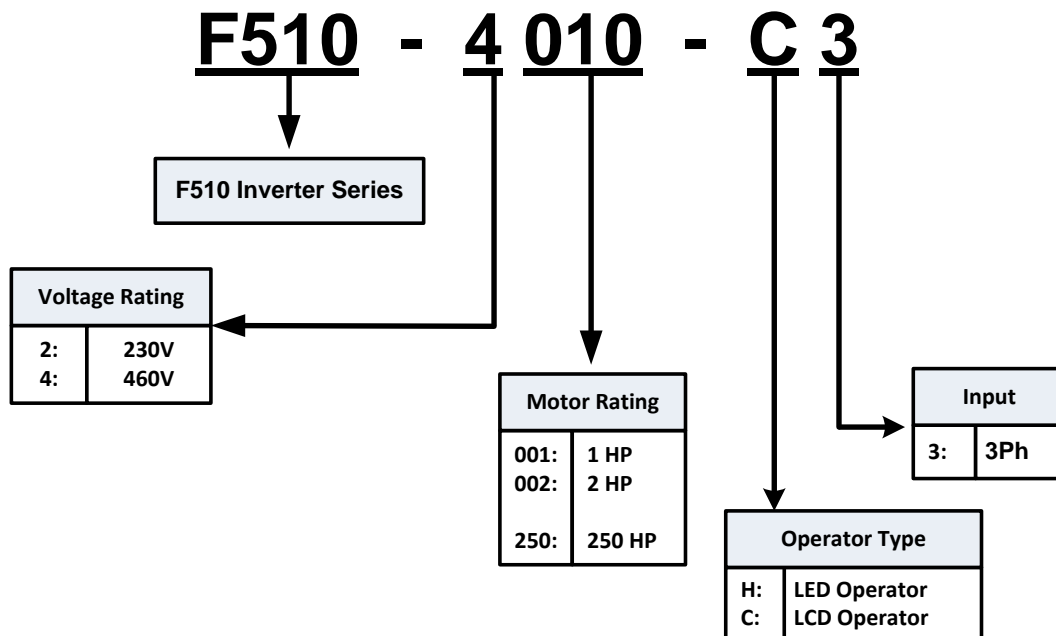 F510 - 4 010 - C 3
F510 Inverter Series
Voltage Rating
2: 230V
4: 460V
Motor Rating
001: 1 HP
002: 2 HP
250: 250 HP
Input
3: 3Ph
Operator Type
H: LED Operator
C: LCD Operator